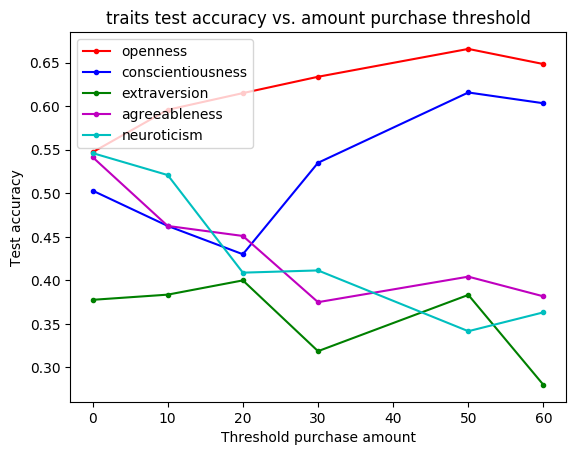 traits test accuracy vs. amount purchase threshold
openness
conscientiousness
extraversion
agreeableness
neuroticism
Test accuracy
0.65
0.60
0.55
0.50
0.45
0.40
0.35
0.30
0
10
20
30
40
50
60
Threshold purchase amount